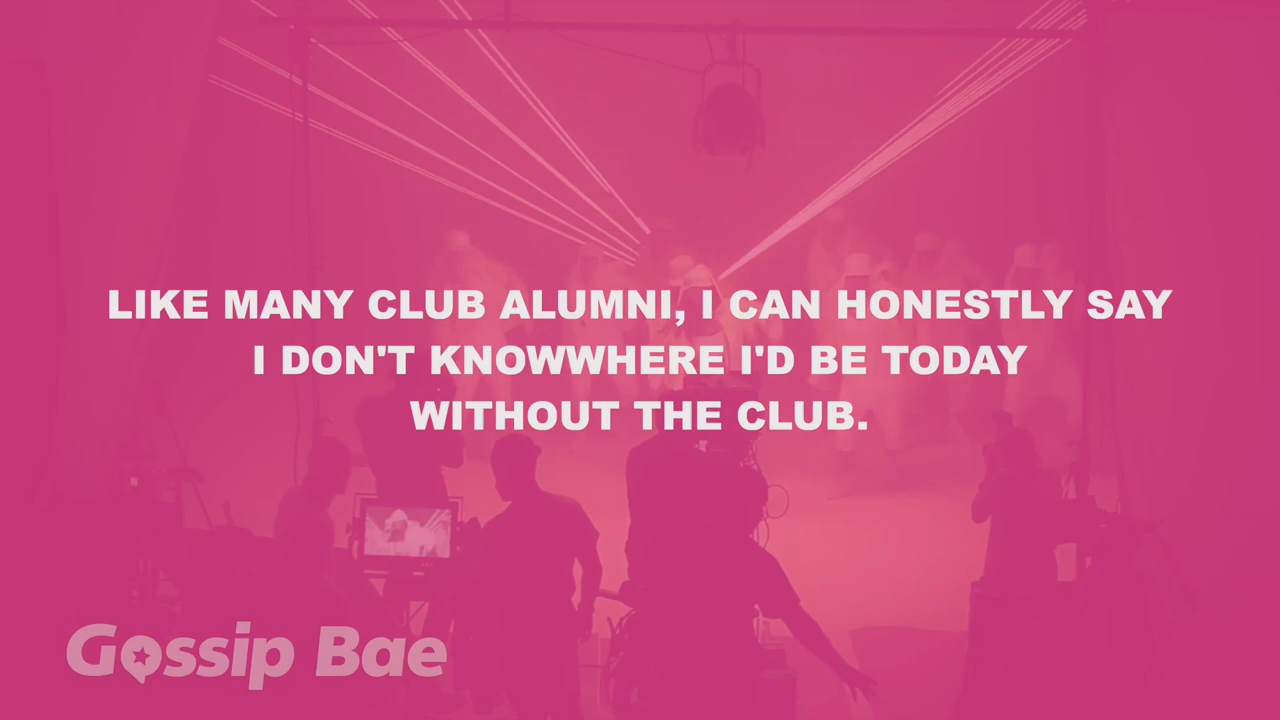 LIKE MANY CLUB ALUMNI, I CAN HONESTLY SAY
I DON'T KNOWWHERE I'D BE TODAY
WITHOUT THE CLUB.
Gossip Bae